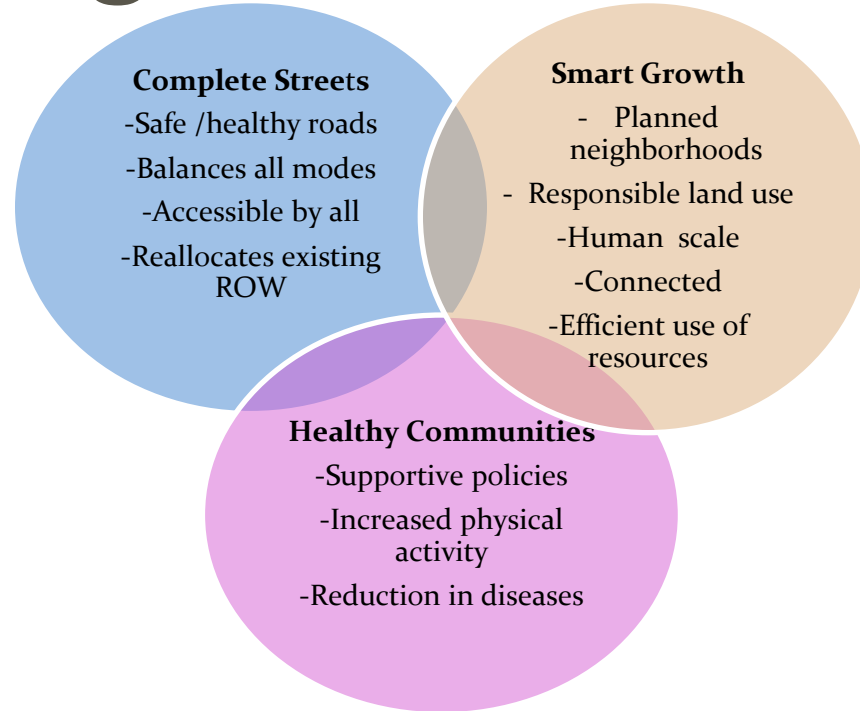 Complete Streets
-Safe /healthy roads
-Balances all modes
-Accessible by all
-Reallocates existing
ROW
Smart Growth
- Planned
neighborhoods
- Responsible land use
-Human scale
-Connected
-Efficient use of
resources
Healthy Communities
-Supportive policies
-Increased physical
activity
-Reduction in diseases